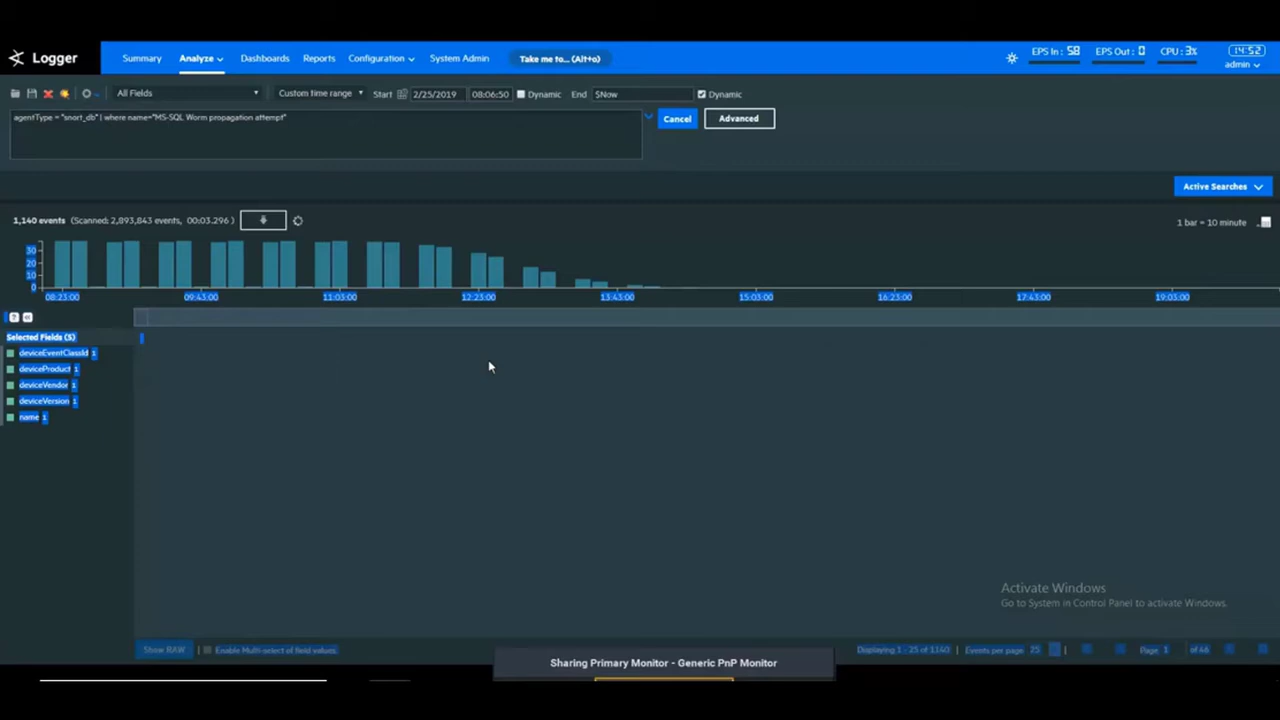 Logger Summary Analyze Dashboards Reports Configuration System Admin Take me to... (Alt+o) EPS In : 58 EPS Out : 0 CPU : 3% 14:52
admin
All Fields Custom time range Start 2/25/2019 08:06:50 Dynamic End $Now Dynamic
agentType = "snort_db" | where name="MS-SQL Worm propagation attempt"
Cancel Advanced
Active Searches
1,140 events (Scanned: 2,893,843 events, 00:03.296 ) 1 bar = 10 minute
30
20
10
0
08:23:00 09:43:00 11:03:00 12:23:00 13:43:00 15:03:00 16:23:00 17:43:00 19:03:00
?
Selected Fields (5)
deviceEventClassId 1
deviceProduct 1
deviceVendor 1
deviceVersion 1
name 1
Activate Windows
Go to System in Control Panel to activate Windows.
Show RAW Enable Multi-select of field values Displaying 1 - 25 of 1140 | Events per page 25 | Page 1 of 46
Sharing Primary Monitor - Generic PnP Monitor